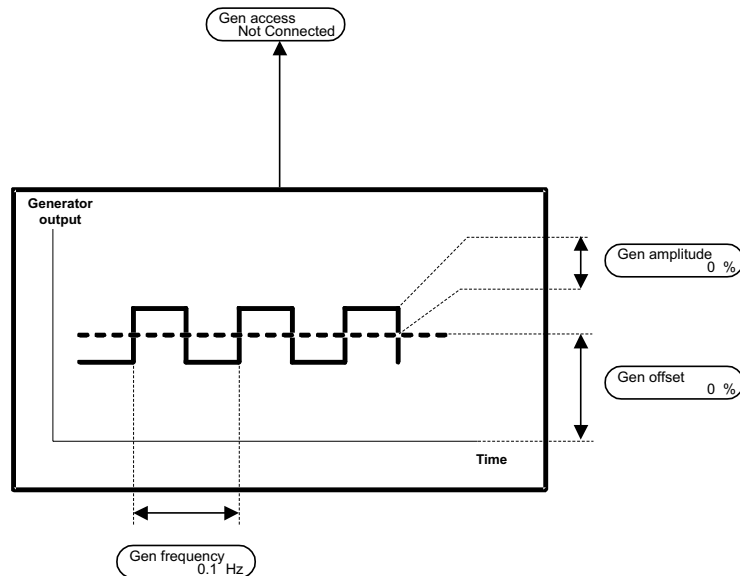 Gen access
Not Connected
Generator
output
Gen amplitude
0 %
Gen offset
0 %
Time
Gen frequency
0.1 Hz